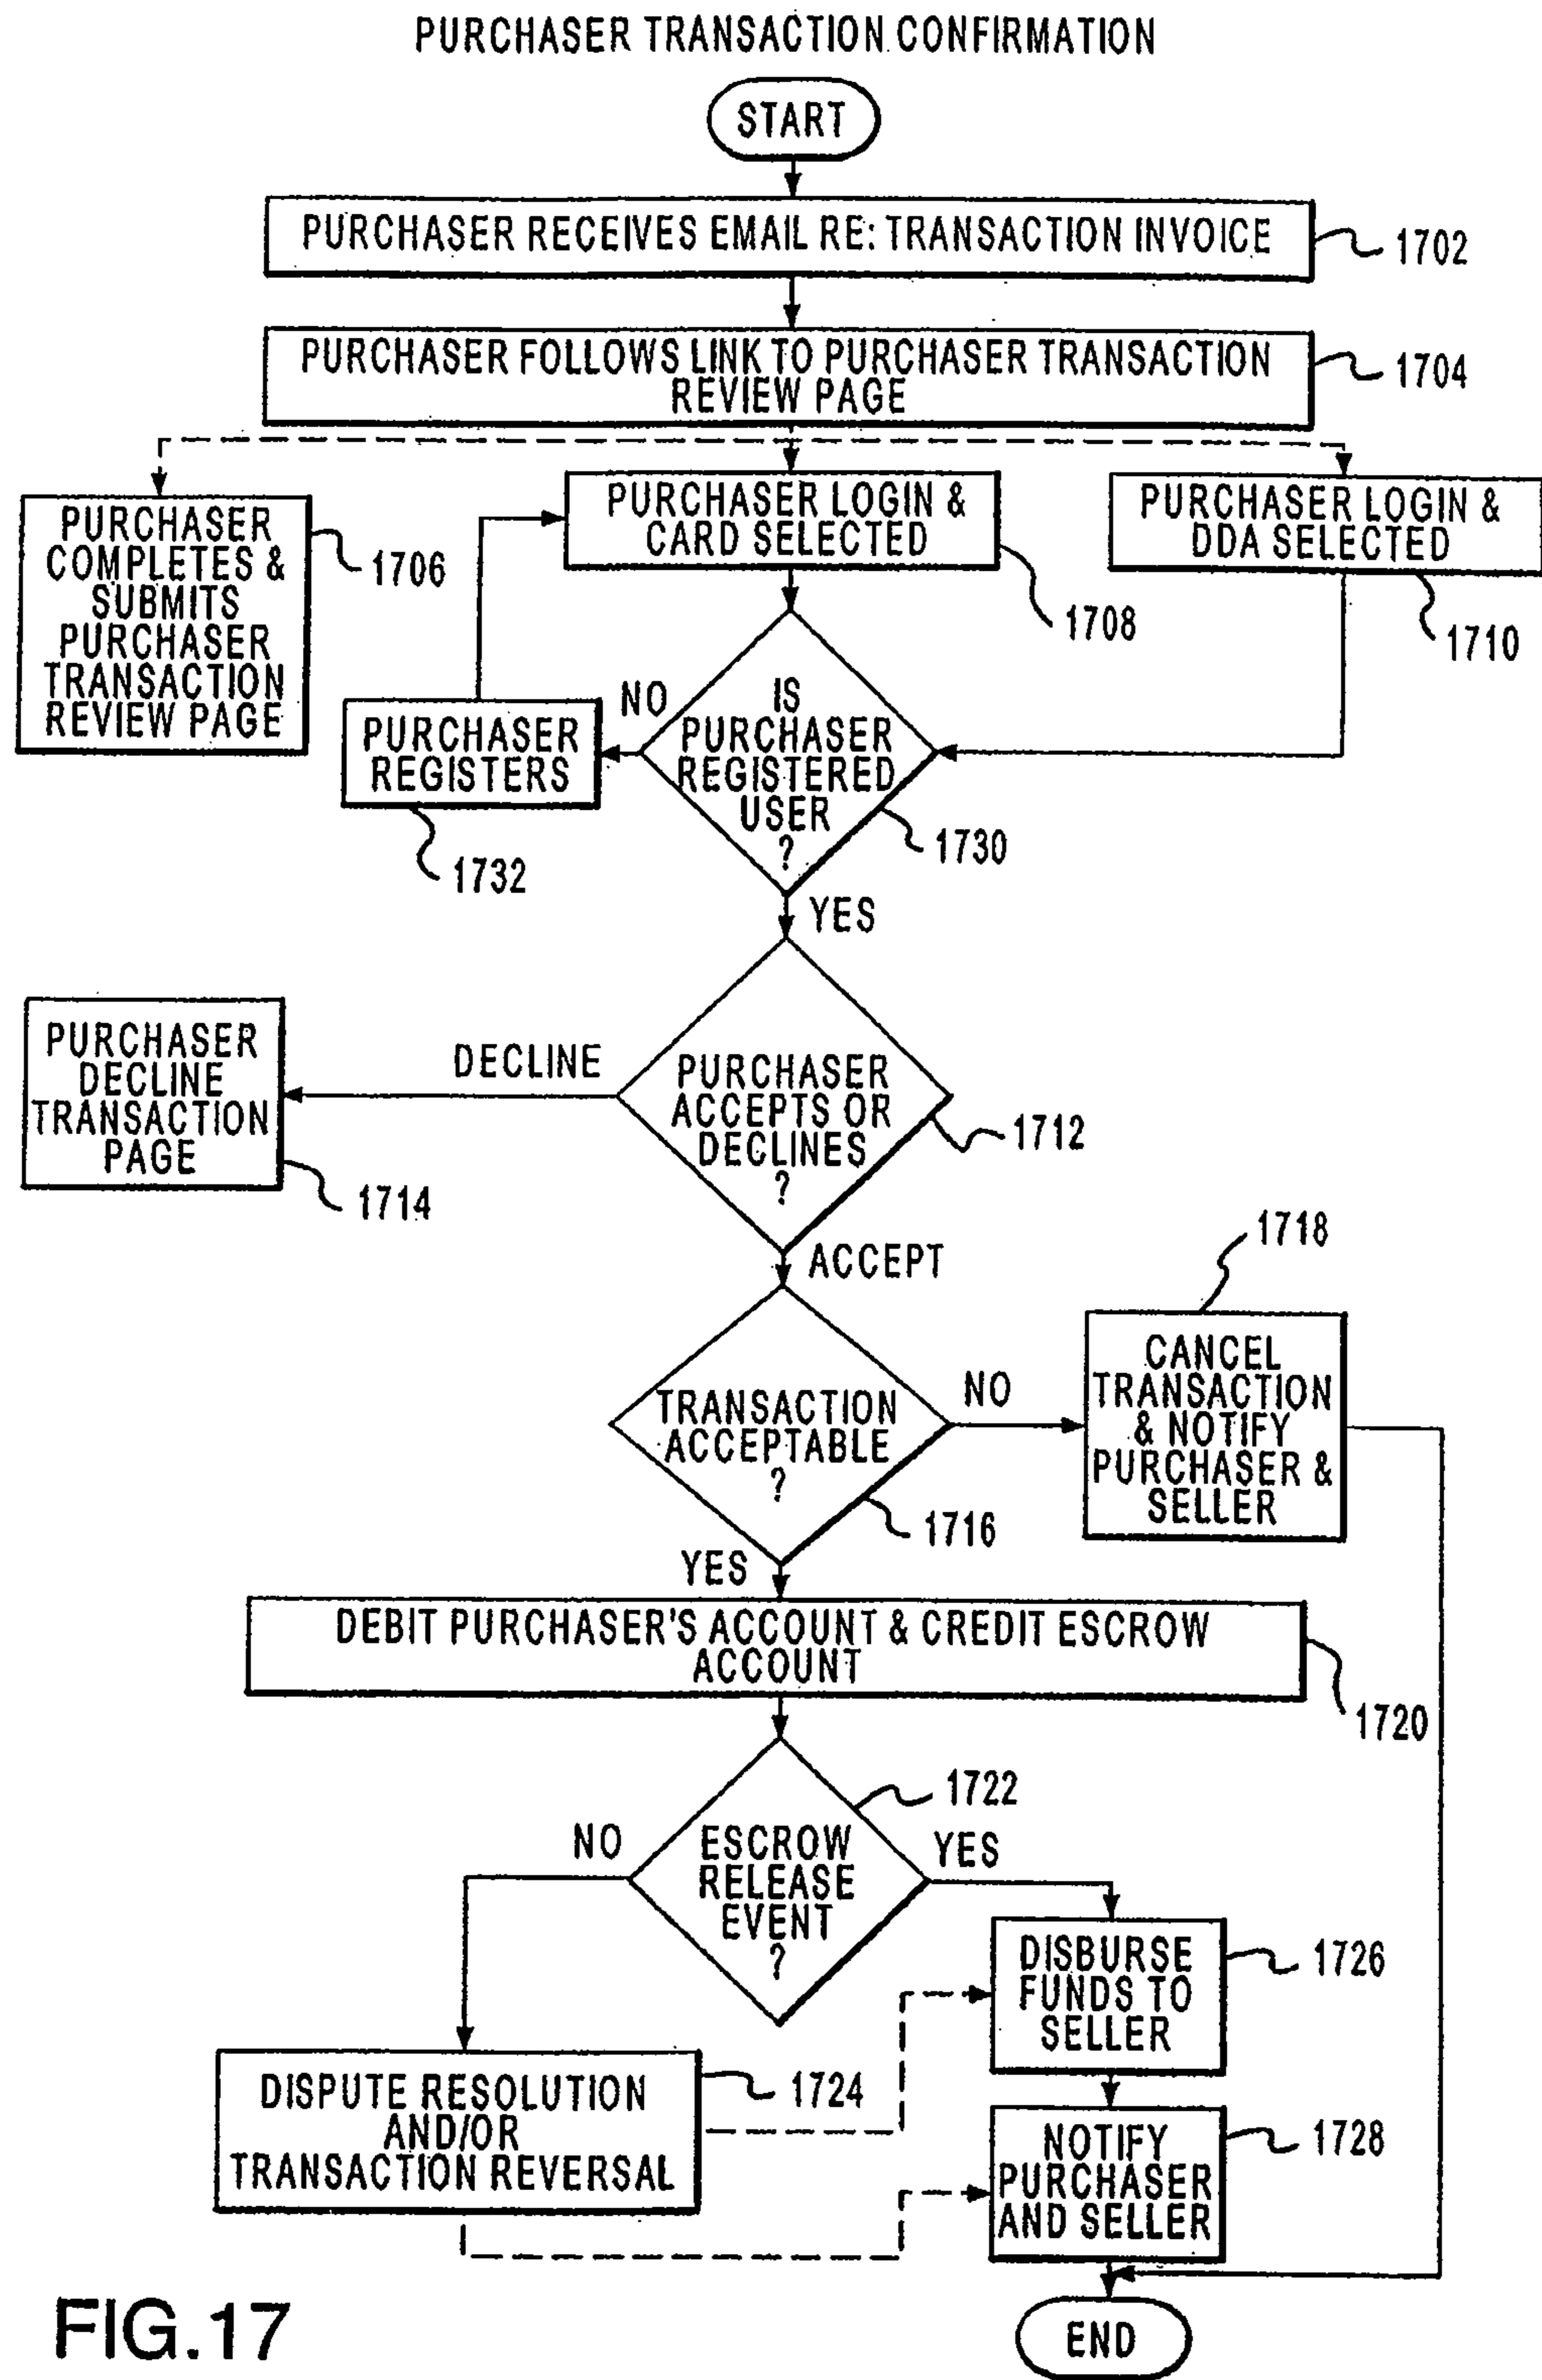 PURCHASER TRANSACTION CONFIRMATION
START
PURCHASER RECEIVES EMAIL RE: TRANSACTION INVOICE
1702
PURCHASER FOLLOWS LINK TO PURCHASER TRANSACTION
REVIEW PAGE
1704
PURCHASER
COMPLETES &
SUBMITS
PURCHASER
TRANSACTION
REVIEW PAGE
1706
PURCHASER LOGIN &
CARD SELECTED
1708
PURCHASER LOGIN &
DDA SELECTED
1710
IS
PURCHASER
REGISTERED
USER
?
1730
NO
PURCHASER
REGISTERS
1732
YES
PURCHASER
ACCEPTS OR
DECLINES
?
1712
DECLINE
PURCHASER
DECLINE
TRANSACTION
PAGE
1714
ACCEPT
TRANSACTION
ACCEPTABLE
?
1716
NO
1718
CANCEL
TRANSACTION
& NOTIFY
PURCHASER &
SELLER
YES
DEBIT PURCHASER'S ACCOUNT & CREDIT ESCROW
ACCOUNT
1720
1722
ESCROW
RELEASE
EVENT
?
NO
YES
DISBURSE
FUNDS TO
SELLER
1726
DISPUTE RESOLUTION
AND/OR
TRANSACTION REVERSAL
1724
NOTIFY
PURCHASER
AND SELLER
1728
END
FIG.17